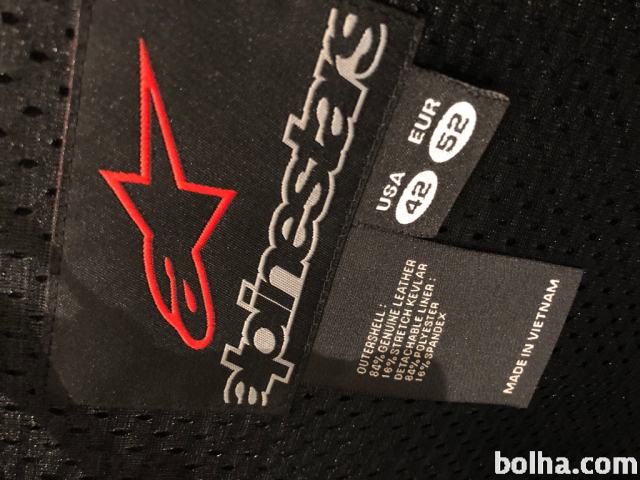 alpinestars
USA EUR
42 52
OUTERSHELL:
84% GENUINE LEATHER
16% STRETCH KEVLAR
DETACHABLE LINER:
84% POLYESTER
16% SPANDEX
MADE IN VIETNAM
bolha.com